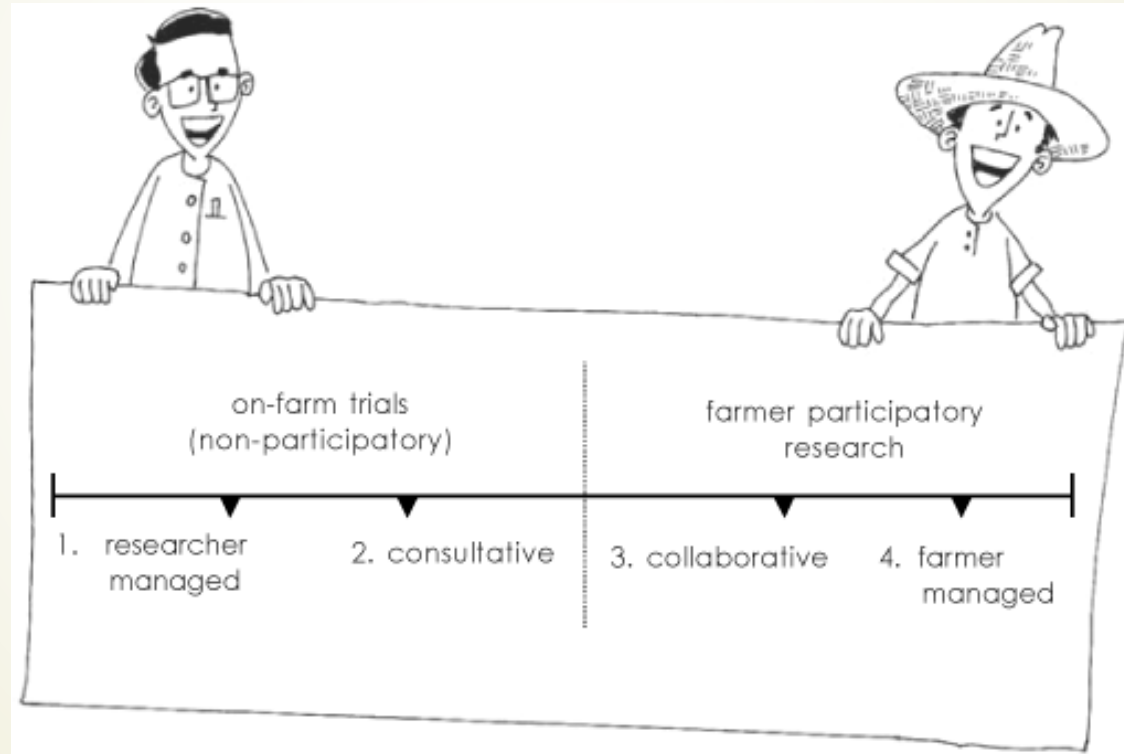 on-farm trials
(non-participatory)
farmer participatory
research
1. researcher
managed
2. consultative
3. collaborative
4. farmer
managed